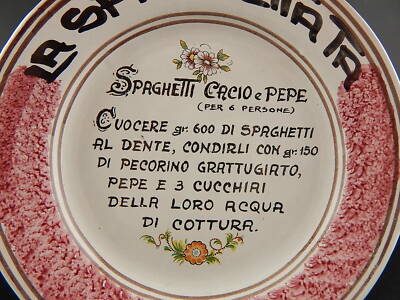 LA SPAGHETTATA
SPAGHETTI CACIO e PEPE
(PER 6 PERSONE)
CUOCERE gr. 600 DI SPAGHETTI
AL DENTE, CONDIRLI CON gr. 150
DI PECORINO GRATTUGIATO,
PEPE E 3 CUCCHIRI
DELLA LORO ACQUA
DI COTTURA.